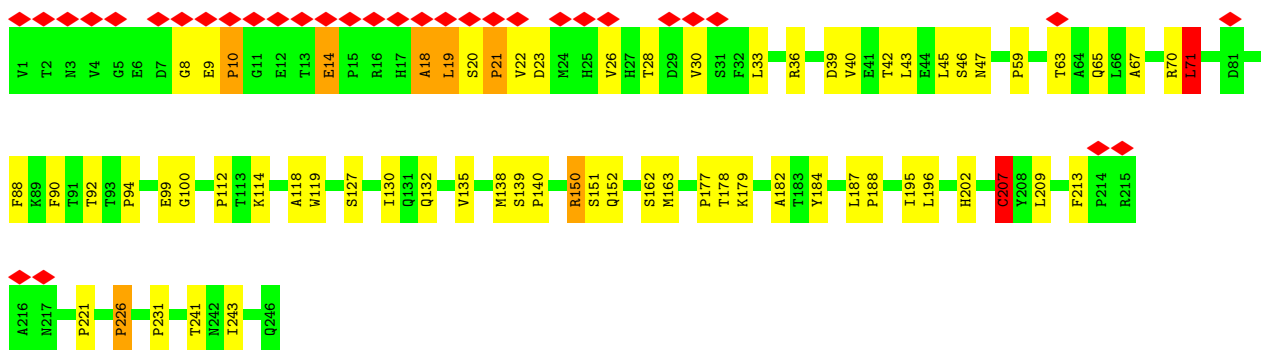 V1 T2 N3 V4 G5 E6 D7 G8 E9 P10 G11 E12 T13 E14 P15 R16 H17 A18 L19 S20 P21 V22 D23 M24 H25 V26 H27 T28 D29 V30 S31 F32 L33 R36 D39 V40 E41 T42 L43 E44 L45 S46 N47 P59 T63 A64 Q65 L66 A67 R70 L71 D81
F88 K89 F90 T91 T92 T93 P94 E99 G100 P112 T113 K114 A118 W119 S127 I130 Q131 Q132 V135 M138 S139 P140 R150 S151 Q152 S162 M163 P177 T178 K179 A182 T183 Y184 L187 P188 I195 L196 H202 C207 Y208 L209 F213 P214 R215
A216 N217 P221 P226 P231 T241 N242 I243 Q246